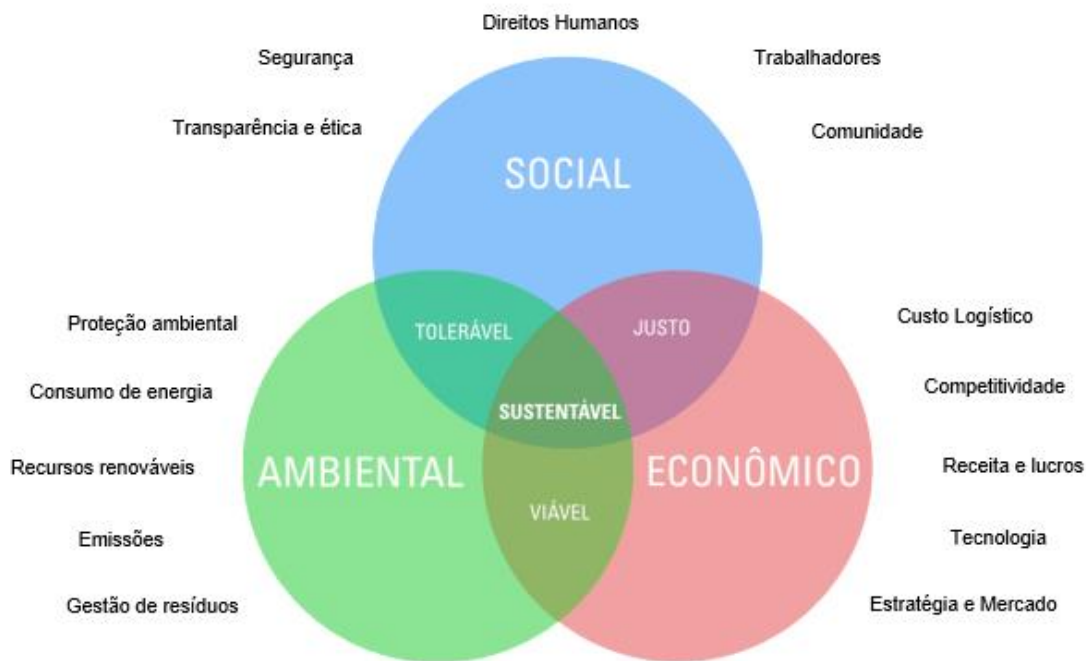 Direitos Humanos
Segurança
Trabalhadores
Transparência e ética
Comunidade
SOCIAL
Proteção ambiental
TOLERÁVEL
JUSTO
Custo Logístico
Consumo de energia
SUSTENTÁVEL
Competitividade
Recursos renováveis
AMBIENTAL
ECONÔMICO
Receita e lucros
VIÁVEL
Emissões
Tecnologia
Gestão de resíduos
Estratégia e Mercado